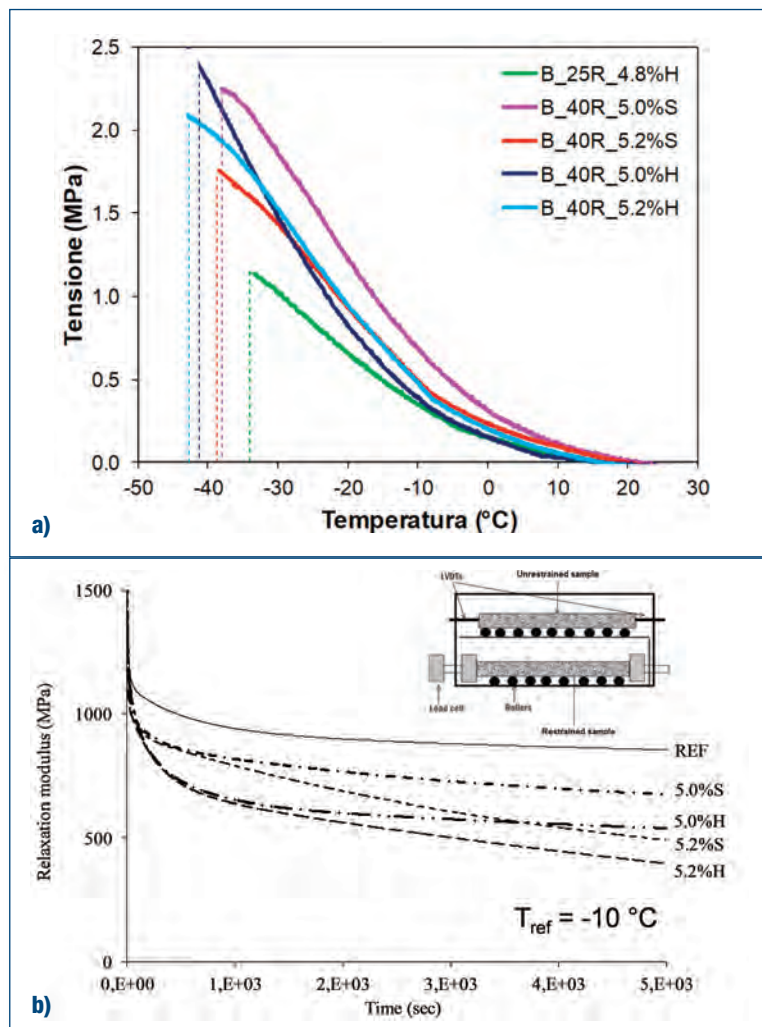 2.5
2.0
1.5
1.0
0.5
0.0
Tensione (MPa)
B_25R_4.8%H
B_40R_5.0%S
B_40R_5.2%S
B_40R_5.0%H
B_40R_5.2%H
-50 -40 -30 -20 -10 0 10 20 30
Temperatura (°C)
a)
1500
1000
500
0
Relaxation modulus (MPa)
LVDTs
Unrestrained sample
Load cell
Rollers
Restrained sample
REF
5.0%S
5.0%H
5.2%S
5.2%H
Tref = -10 °C
0,E+00 1,E+03 2,E+03 3,E+03 4,E+03 5,E+03
Time (sec)
b)